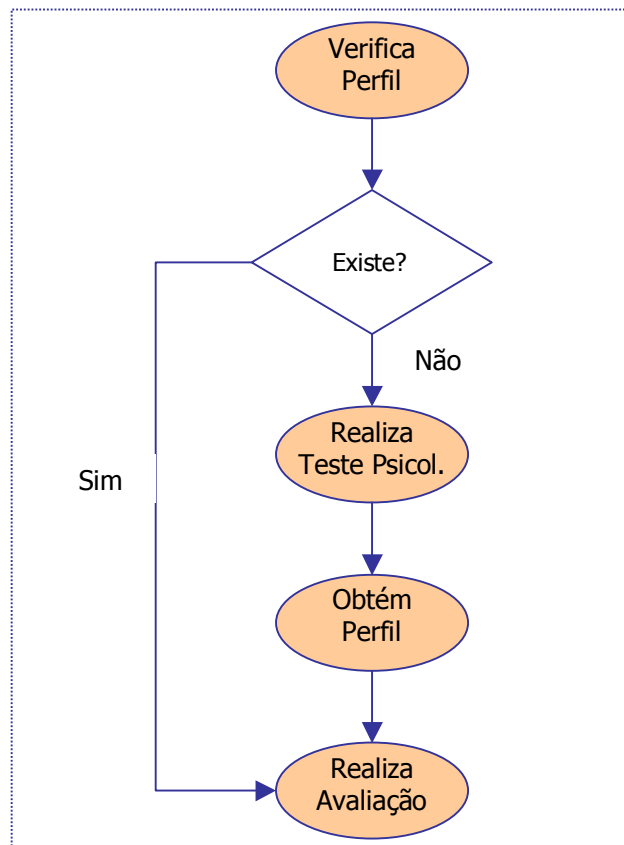 Verifica
Perfil
Existe?
Não
Realiza
Teste Psicol.
Sim
Obtém
Perfil
Realiza
Avaliação